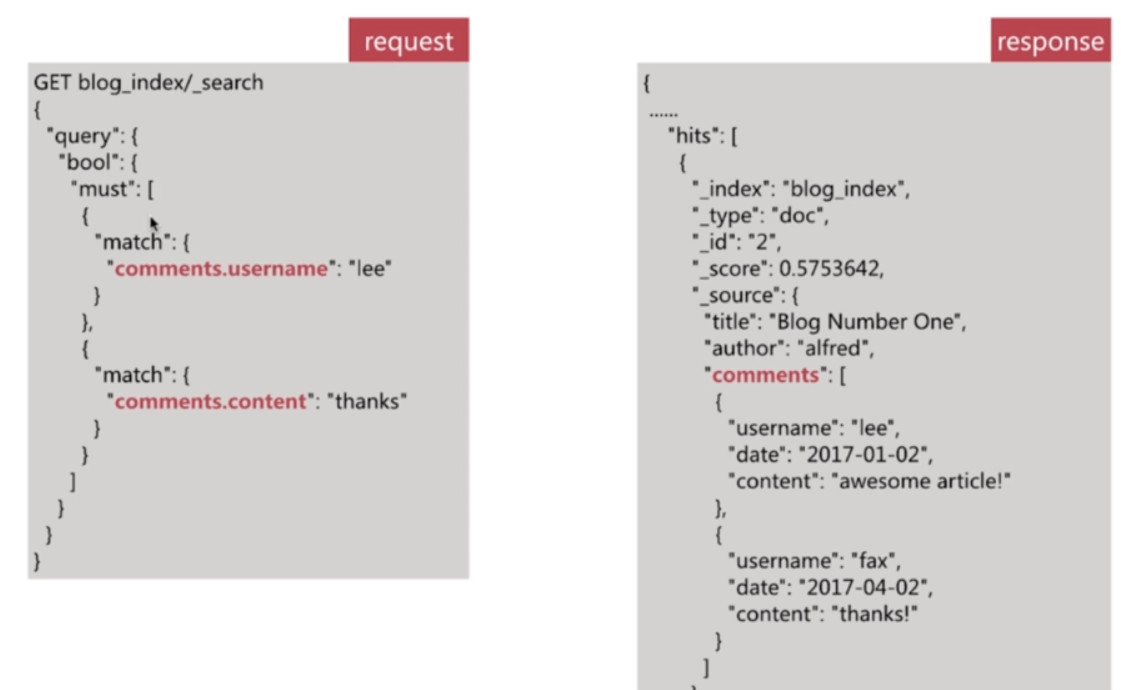 request
GET blog_index/_search
{
"query": {
"bool": {
"must": [
{
"match": {
"comments.username": "lee"
}
},
{
"match": {
"comments.content": "thanks"
}
}
]
}
}
}
response
{
......
"hits": [
{
"_index": "blog_index",
"_type": "doc",
"_id": "2",
"_score": 0.5753642,
"_source": {
"title": "Blog Number One",
"author": "alfred",
"comments": [
{
"username": "lee",
"date": "2017-01-02",
"content": "awesome article!"
},
{
"username": "fax",
"date": "2017-04-02",
"content": "thanks!"
}
]
}